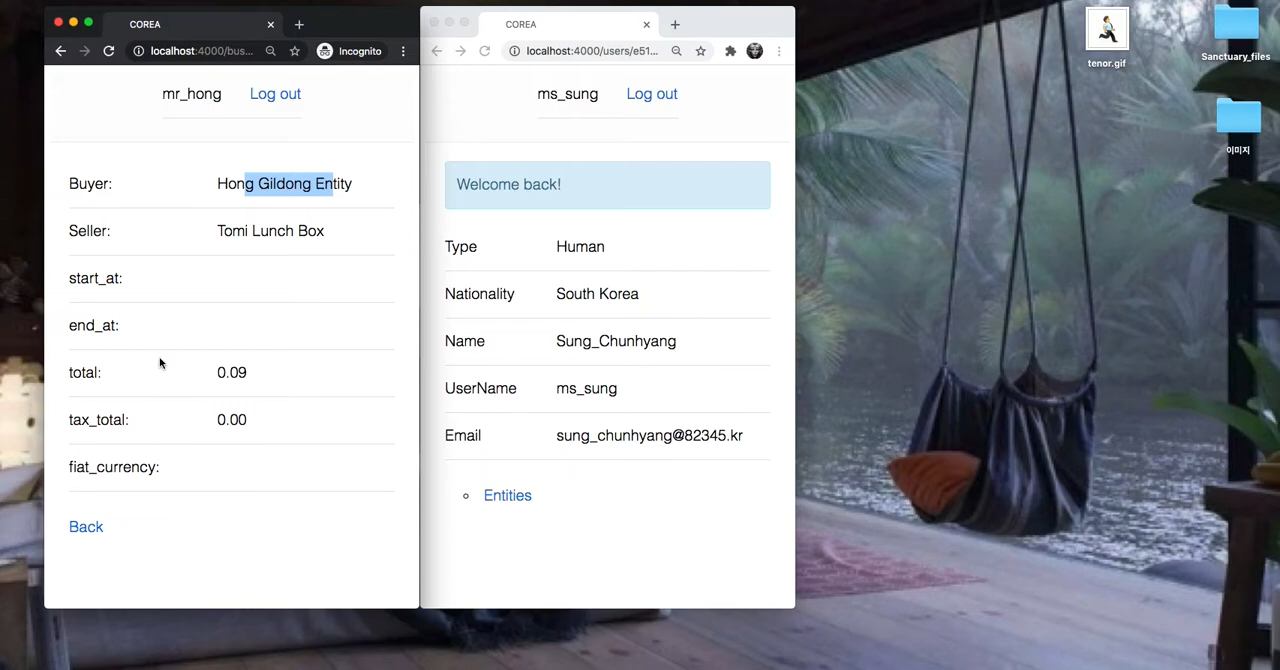 COREA
localhost:4000/bus...
Incognito
mr_hong
Log out
Buyer: Hong Gildong Entity
Seller: Tomi Lunch Box
start_at:
end_at:
total: 0.09
tax_total: 0.00
fiat_currency:
Back
COREA
localhost:4000/users/e51...
ms_sung
Log out
Welcome back!
Type Human
Nationality South Korea
Name Sung_Chunhyang
UserName ms_sung
Email sung_chunhyang@82345.kr
Entities
tenor.gif
Sanctuary_files
이미지